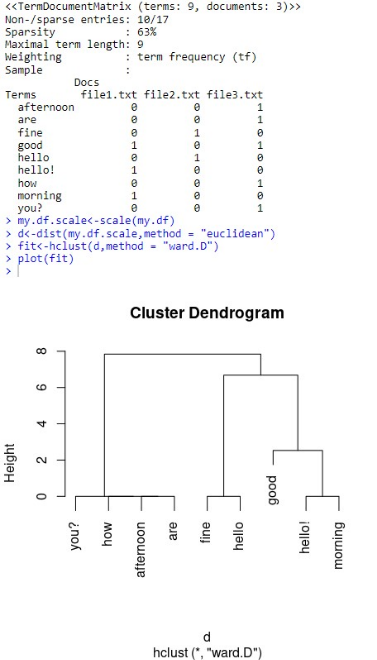 <<TermDocumentMatrix (terms: 9, documents: 3)>>
Non-/sparse entries: 10/17
Sparsity           : 63%
Maximal term length: 9
Weighting          : term frequency (tf)
Sample             :
           Docs
Terms       file1.txt file2.txt file3.txt
  afternoon         0         0         1
  are               0         0         1
  fine              0         1         0
  good              1         0         1
  hello             0         1         0
  hello!            1         0         0
  how               0         0         1
  morning           1         0         0
  you?              0         0         1
> my.df.scale<-scale(my.df)
> d<-dist(my.df.scale,method = "euclidean")
> fit<-hclust(d,method = "ward.D")
> plot(fit)
>
Cluster Dendrogram
Height
8
6
4
2
0
you?
how
afternoon
are
fine
hello
good
hello!
morning
d
hclust (*, "ward.D")